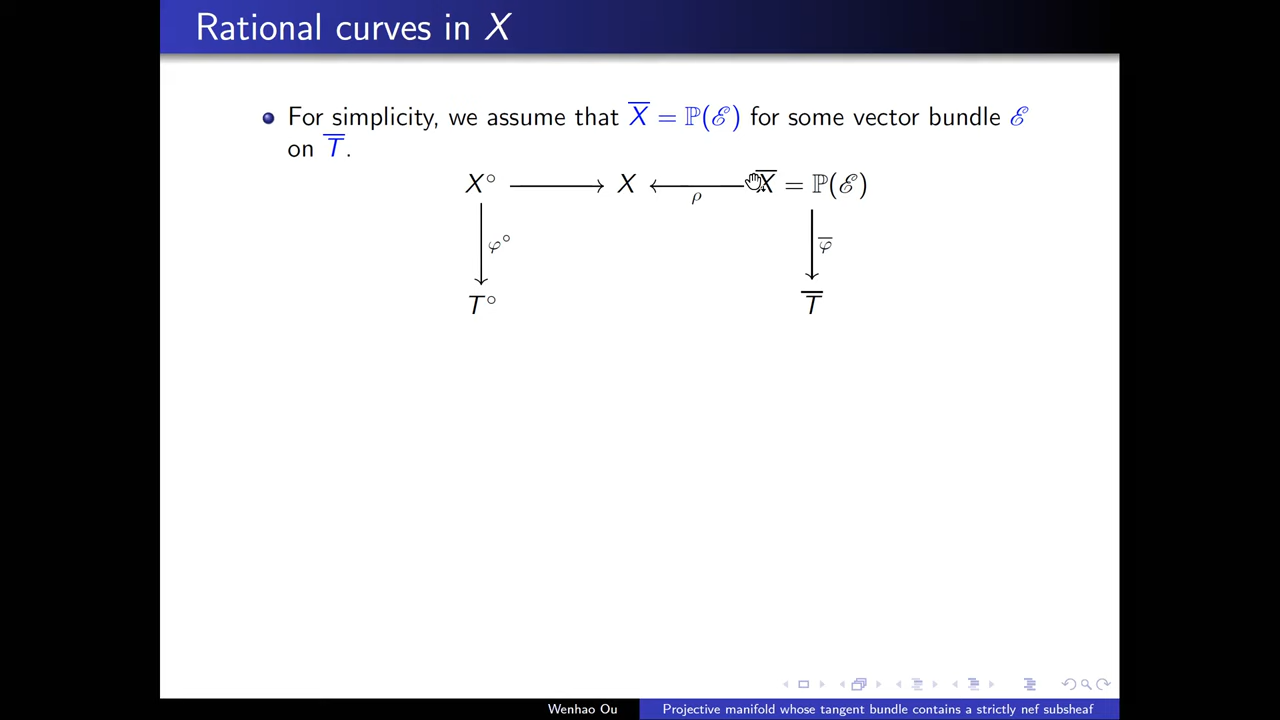 Rational curves in X
For simplicity, we assume that X̅ = ℙ(ℰ) for some vector bundle ℰ
on T̅.
X° X X̅ = ℙ(ℰ)
ρ
φ° φ̅
T° T̅
Wenhao Ou Projective manifold whose tangent bundle contains a strictly nef subsheaf